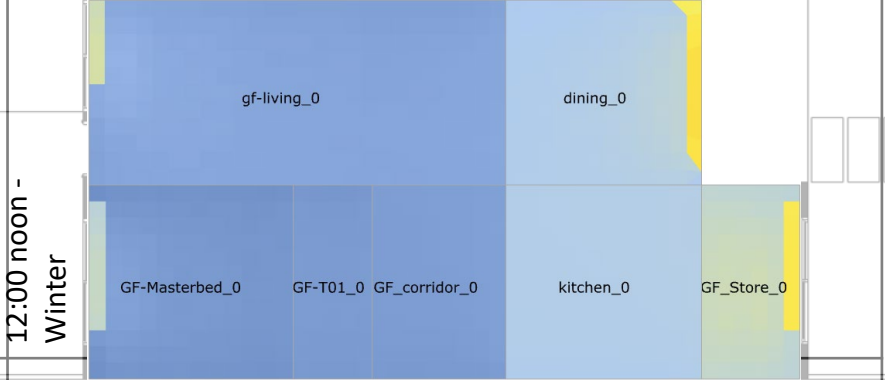 12:00 noon -
Winter
gf-living_0
dining_0
GF-Masterbed_0
GF-T01_0
GF_corridor_0
kitchen_0
GF_Store_0